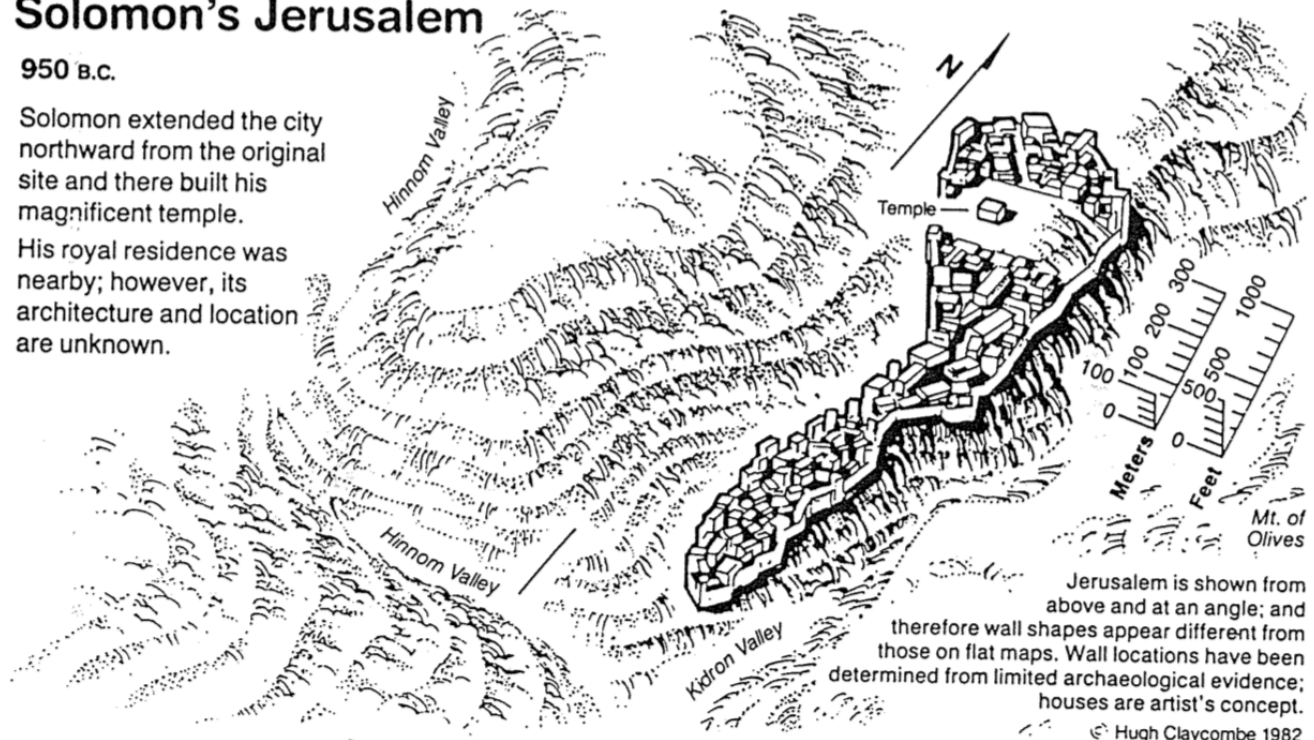 Solomon's Jerusalem
950 B.C.
Solomon extended the city
northward from the original
site and there built his
magnificent temple.
His royal residence was
nearby; however, its
architecture and location
are unknown.
Hinnom Valley
N
Temple
300
200
100
100
0
Meters
1000
500
500
0
Feet
Mt. of
Olives
Hinnom Valley
Kidron Valley
Jerusalem is shown from
above and at an angle; and
therefore wall shapes appear different from
those on flat maps. Wall locations have been
determined from limited archaeological evidence;
houses are artist's concept.
© Hugh Claycombe 1982